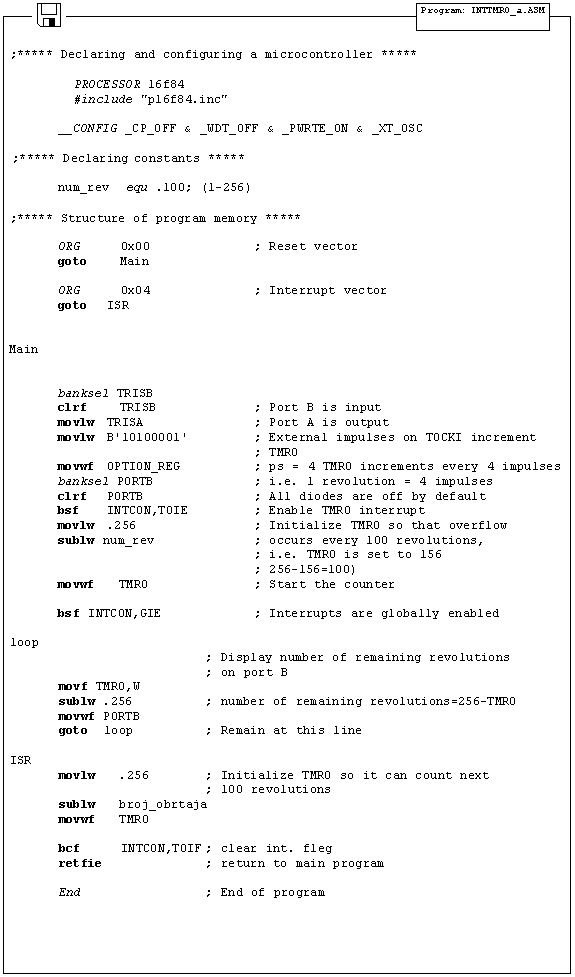 Program: INTTMR0_a.ASM
;***** Declaring and configuring a microcontroller *****
PROCESSOR 16f84
#include "p16f84.inc"
__CONFIG _CP_OFF & _WDT_OFF & _PWRTE_ON & _XT_OSC
;***** Declaring constants *****
num_rev equ .100; (1-256)
;***** Structure of program memory *****
ORG 0x00 ; Reset vector
goto Main
ORG 0x04 ; Interrupt vector
goto ISR
Main
banksel TRISB
clrf TRISB ; Port B is input
movlw TRISA ; Port A is output
movlw B'10100001' ; External impulses on TOCKI increment
; TMR0
movwf OPTION_REG ; ps = 4 TMR0 increments every 4 impulses
banksel PORTB ; i.e. 1 revolution = 4 impulses
clrf PORTB ; All diodes are off by default
bsf INTCON,TOIE ; Enable TMR0 interrupt
movlw .256 ; Initialize TMR0 so that overflow
sublw num_rev ; occurs every 100 revolutions,
; i.e. TMR0 is set to 156
; 256-156=100)
movwf TMR0 ; Start the counter
bsf INTCON,GIE ; Interrupts are globally enabled
loop
; Display number of remaining revolutions
; on port B
movf TMR0,W
sublw .256 ; number of remaining revolutions=256-TMR0
movwf PORTB
goto loop ; Remain at this line
ISR
movlw .256 ; Initialize TMR0 so it can count next
; 100 revolutions
sublw broj_obrtaja
movwf TMR0
bcf INTCON,TOIF ; clear int. fleg
retfie ; return to main program
End ; End of program